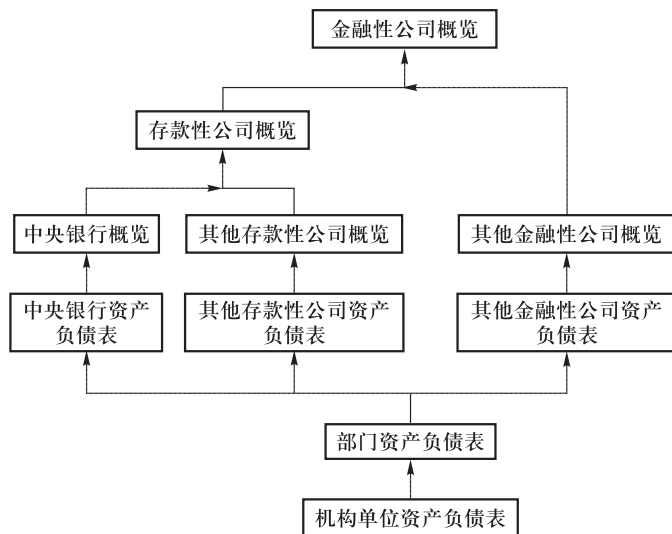 金融性公司概览
存款性公司概览
中央银行概览
其他存款性公司概览
其他金融性公司概览
中央银行资产
负债表
其他存款性公司资产
负债表
其他金融性公司资产
负债表
部门资产负债表
机构单位资产负债表